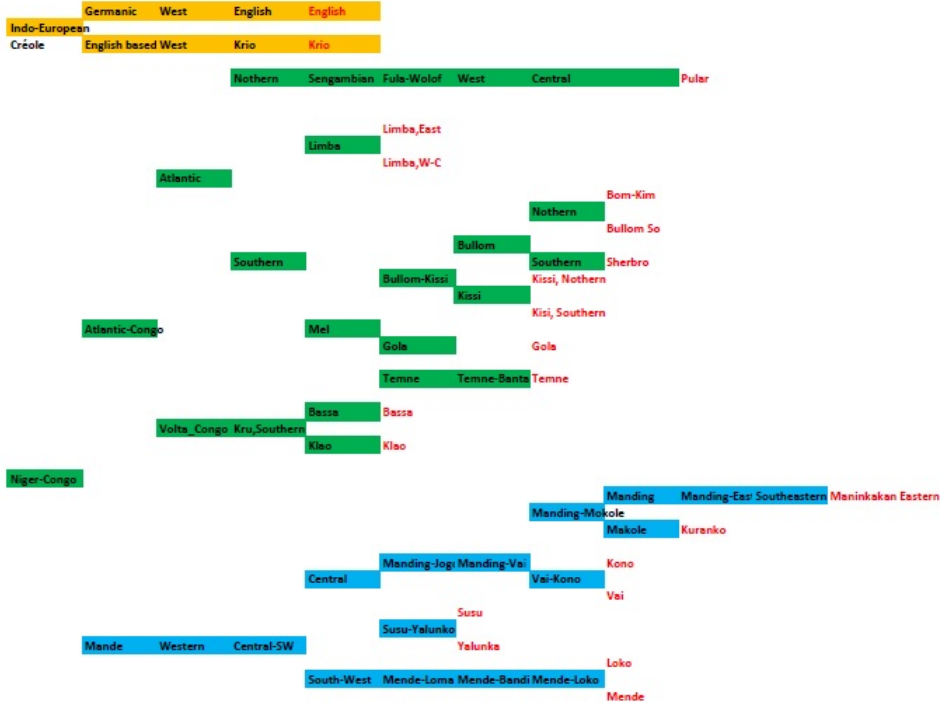 Germanic West English English
Indo-European
Créole English based West Krio Krio
Nothern Sengambian Fula-Wolof West Central Pular
Limba,East
Limba
Limba,W-C
Atlantic
Bom-Kim
Nothern
Bullom So
Bullom
Southern Southern Sherbro
Bullom-Kissi Kissi, Nothern
Kissi
Kisi, Southern
Atlantic-Congo Mel
Gola Gola
Temne Temne-Banta Temne
Bassa Bassa
Volta_Congo Kru,Southern
Klao Klao
Niger-Congo
Manding Manding-Eas Southeastern Maninkakan Eastern
Manding-Mokole
Makole Kuranko
Manding-Jog Manding-Vai Kono
Central Vai-Kono
Vai
Susu
Susu-Yalunko
Mande Western Central-SW Yalunka
Loko
South-West Mende-Loma Mende-Bandi Mende-Loko
Mende